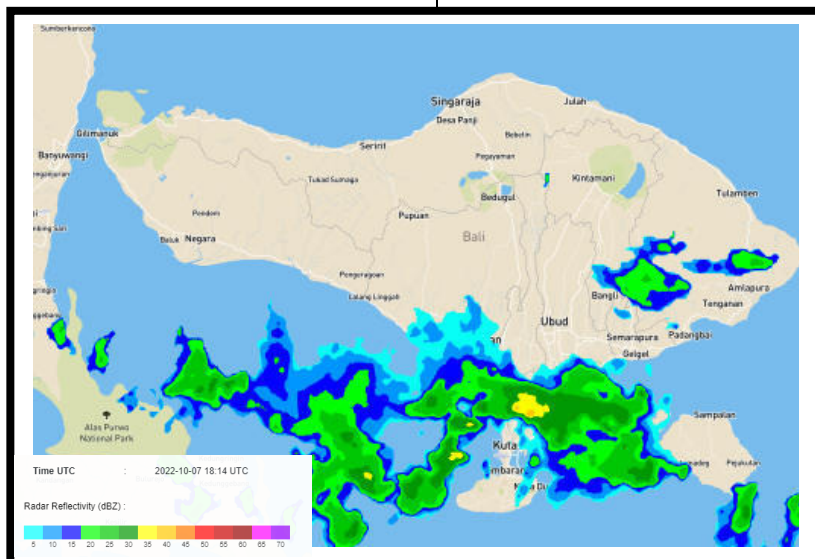 Sumberkencono
Singaraja
Julah
Desa Panji
Gilimanuk
Bebetin
Seririt
Banyuwangi
Pegayaman
Tukad Sumaga
Kintamani
Bedugul
Tulamben
Pendem
Pupuan
Baluk
Negara
Bali
Pengeragoan
Lalang Linggah
Bangli
Amlapura
Tenganan
Ubud
Semarapura
Padangbai
Gelgel
Sampalan
Alas Purwo
National Park
Kuta
Pejukutan
Time UTC : 2022-10-07 18:14 UTC
Radar Reflectivity (dBZ) :
5 10 15 20 25 30 35 40 45 50 55 60 65 70